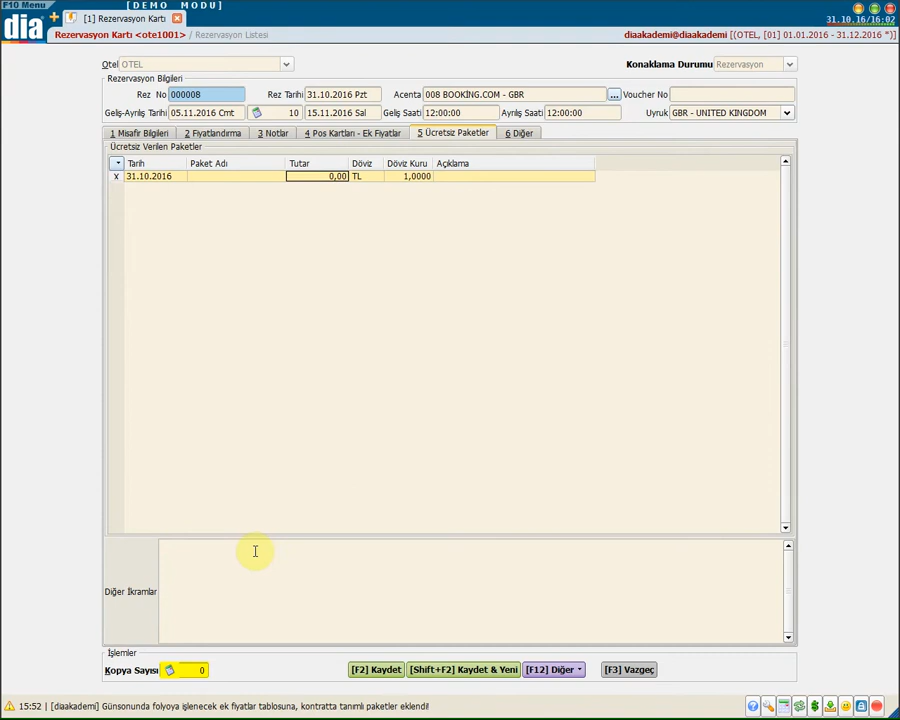 F10 Menu
[DEMO MODU]
dia
[1] Rezervasyon Kartı
31.10.16/16:02
Rezervasyon Kartı <ote1001> / Rezervasyon Listesi
diaakademi@diaakademi [(OTEL, [01] 01.01.2016 - 31.12.2016 *)]
Otel OTEL
Konaklama Durumu Rezervasyon
Rezervasyon Bilgileri
Rez No 000008 Rez Tarihi 31.10.2016 Pzt Acenta 008 BOOKING.COM - GBR ... Voucher No
Geliş-Ayrılış Tarihi 05.11.2016 Cmt 10 15.11.2016 Sal Geliş Saati 12:00:00 Ayrılış Saati 12:00:00 Uyruk GBR - UNITED KINGDOM
1 Misafir Bilgileri 2 Fiyatlandırma 3 Notlar 4 Pos Kartları - Ek Fiyatlar 5 Ücretsiz Paketler 6 Diğer
Ücretsiz Verilen Paketler
Tarih Paket Adı Tutar Döviz Döviz Kuru Açıklama
X 31.10.2016 0,00 TL 1,0000
Diğer İkramlar
İşlemler
Kopya Sayısı 0 [F2] Kaydet [Shift+F2] Kaydet & Yeni [F12] Diğer [F3] Vazgeç
15:52 | [diaakademi] Günsonunda folyoya işlenecek ek fiyatlar tablosuna, kontratta tanımlı paketler eklendi!